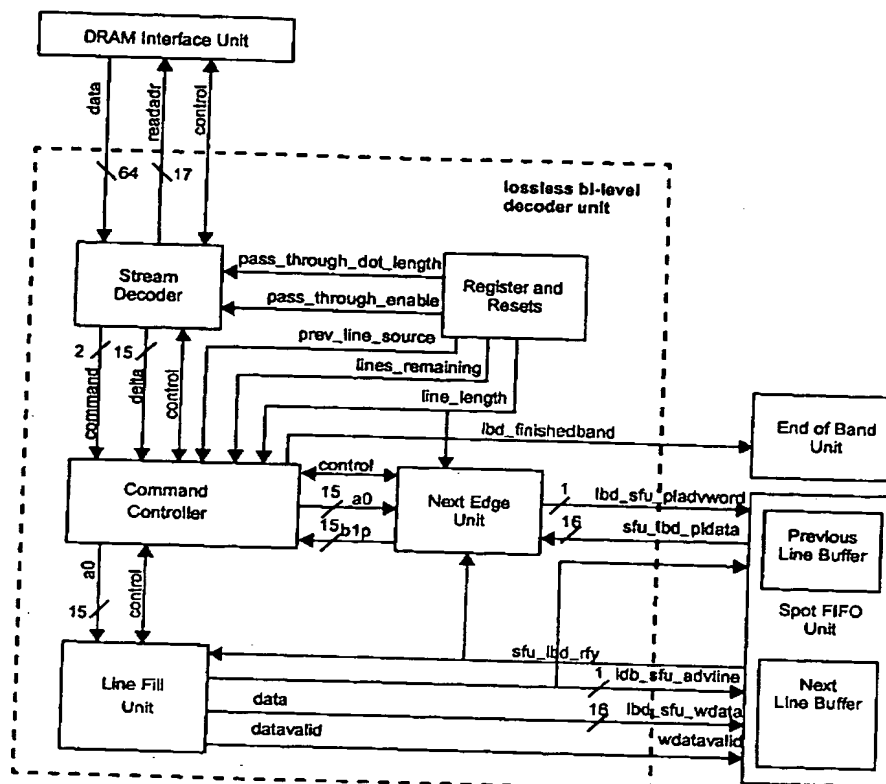 DRAM Interface Unit
data
readadr
control
64
17
lossless bi-level
decoder unit
Stream
Decoder
pass_through_dot_length
pass_through_enable
Register and
Resets
prev_line_source
lines_remaining
line_length
2
15
command
delta
control
lbd_finishedband
End of Band
Unit
Command
Controller
control
15
a0
15
b1p
Next Edge
Unit
1
lbd_sfu_pladvword
16
sfu_lbd_pldata
Previous
Line Buffer
Spot FIFO
Unit
a0
15
control
Line Fill
Unit
sfu_lbd_rfy
1
ldb_sfu_advline
data
16
lbd_sfu_wdata
datavalid
wdatavalid
Next
Line Buffer